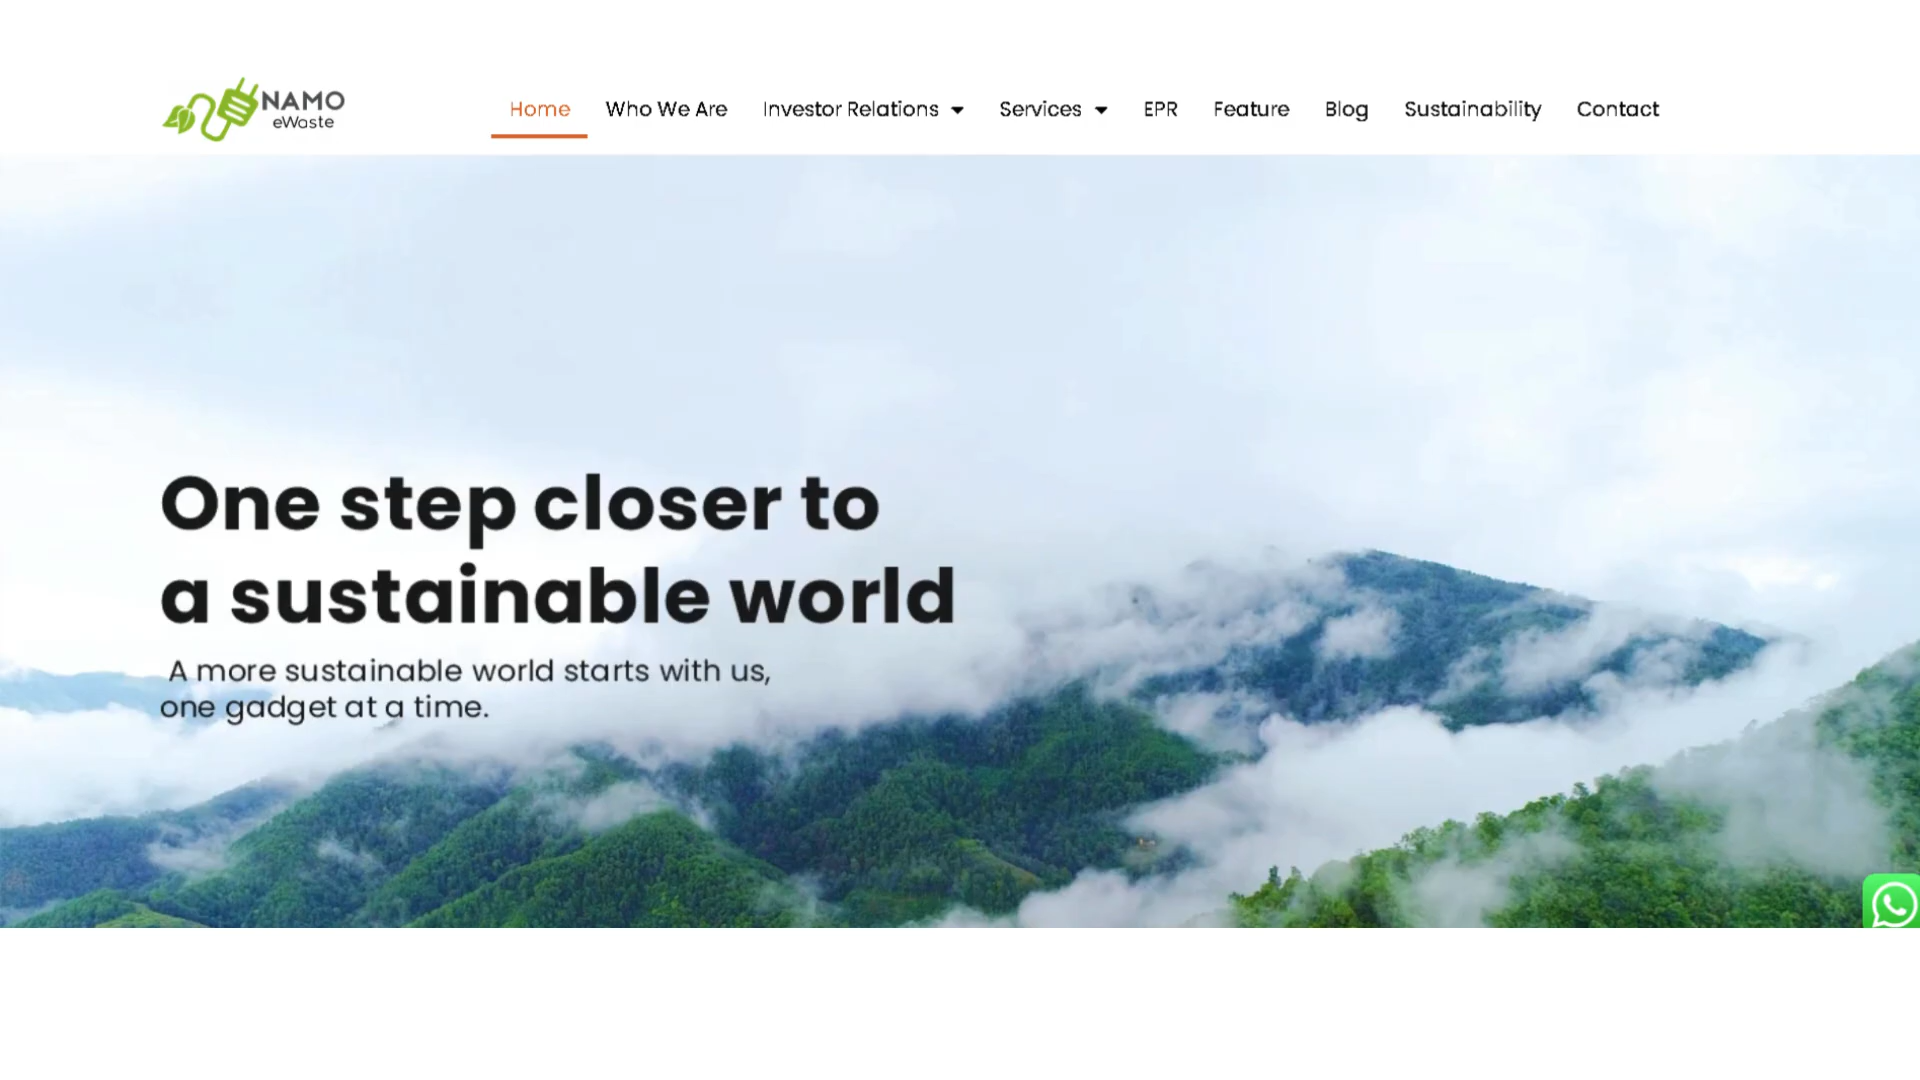 NAMO
eWaste
Home Who We Are Investor Relations Services EPR Feature Blog Sustainability Contact
One step closer to
a sustainable world
A more sustainable world starts with us,
one gadget at a time.